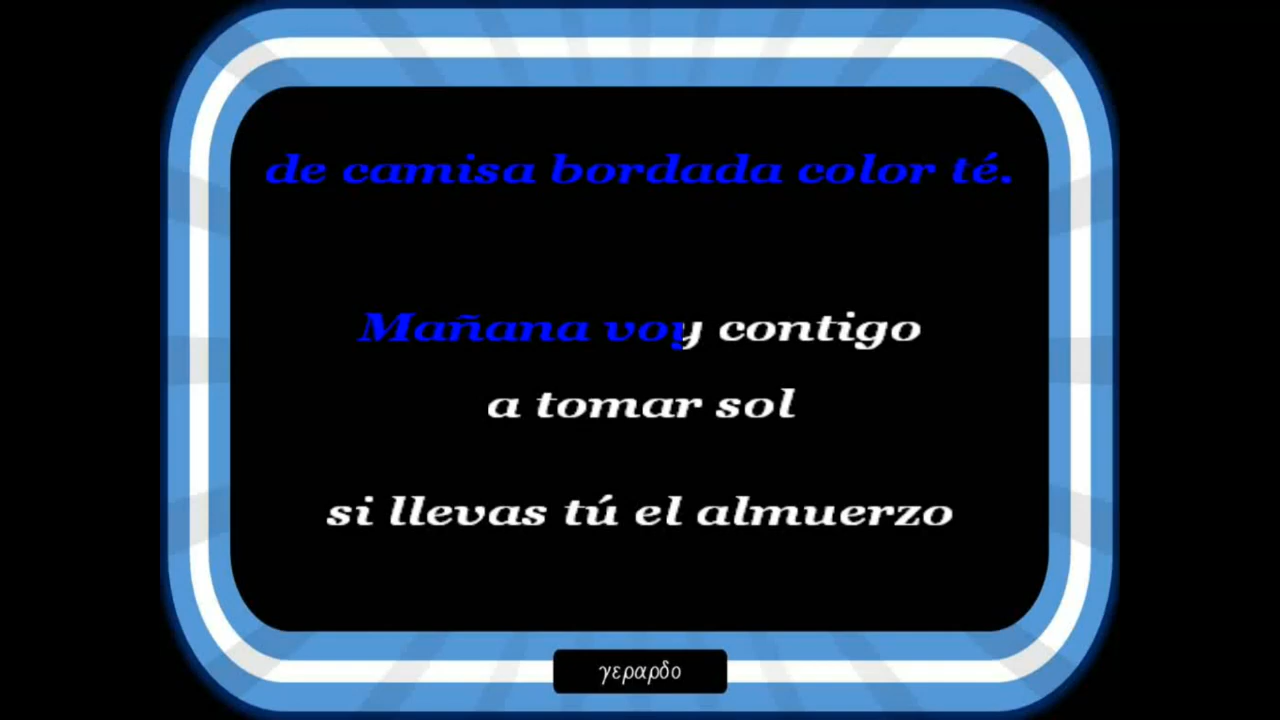 de camisa bordada color té.
Mañana voy contigo
a tomar sol
si llevas tú el almuerzo
γεραρδο